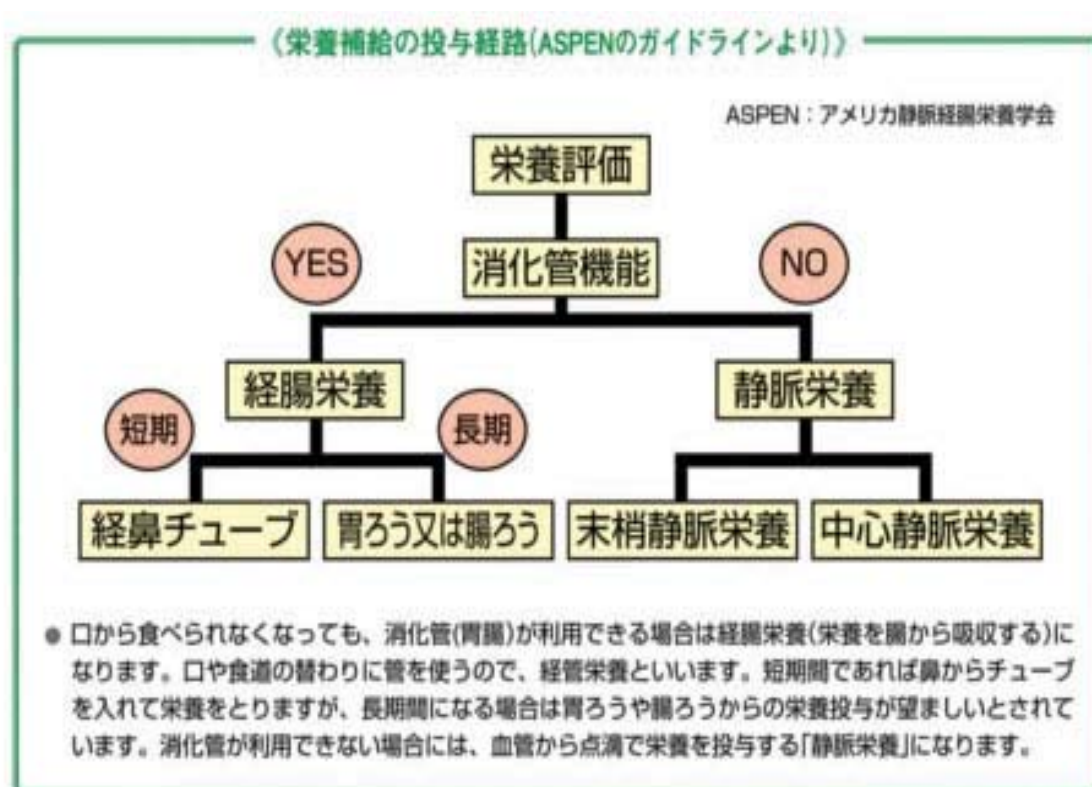 《栄養補給の投与経路(ASPENのガイドラインより)》
ASPEN：アメリカ静脈経腸栄養学会
栄養評価
YES
消化管機能
NO
経腸栄養
静脈栄養
短期
長期
経鼻チューブ
胃ろう又は腸ろう
末梢静脈栄養
中心静脈栄養
● 口から食べられなくなっても、消化管(胃腸)が利用できる場合は経腸栄養(栄養を腸から吸収する)に
なります。口や食道の替わりに管を使うので、経管栄養といいます。短期間であれば鼻からチューブ
を入れて栄養をとりますが、長期間になる場合は胃ろうや腸ろうからの栄養投与が望ましいとされて
います。消化管が利用できない場合には、血管から点滴で栄養を投与する｢静脈栄養｣になります。